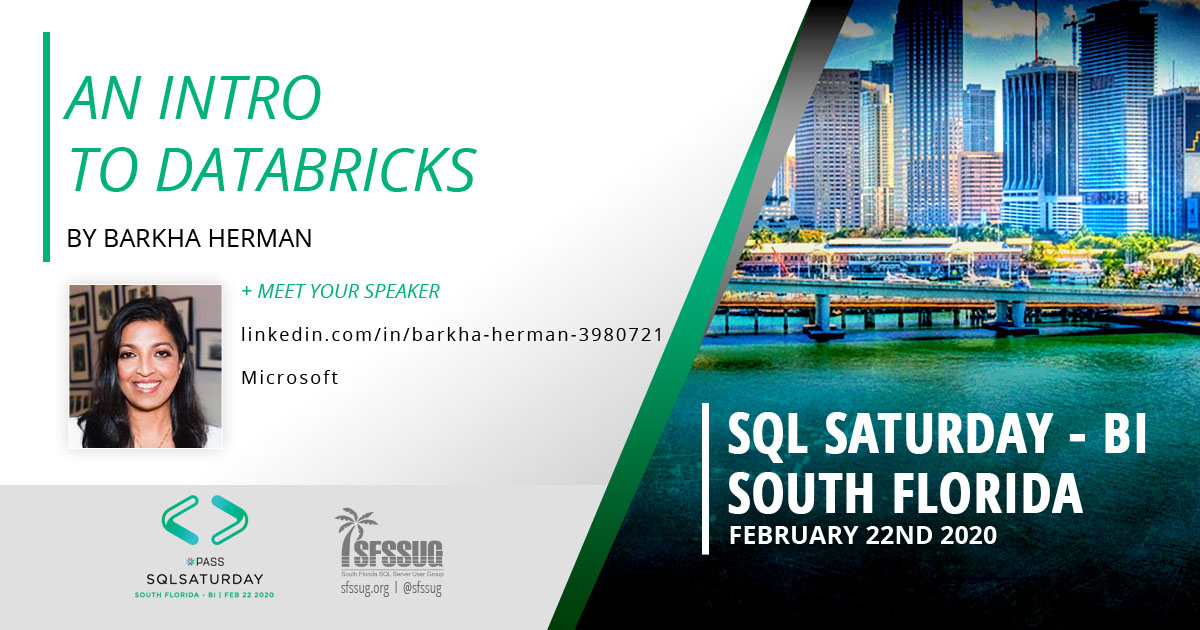 AN INTRO
TO DATABRICKS
BY BARKHA HERMAN
+ MEET YOUR SPEAKER
linkedin.com/in/barkha-herman-3980721
Microsoft
PASS
SQLSATURDAY
SOUTH FLORIDA - BI | FEB 22 2020
SFSSUG
South Florida SQL Server User Group
sfssug.org | @sfssug
SQL SATURDAY - BI
SOUTH FLORIDA
FEBRUARY 22ND 2020